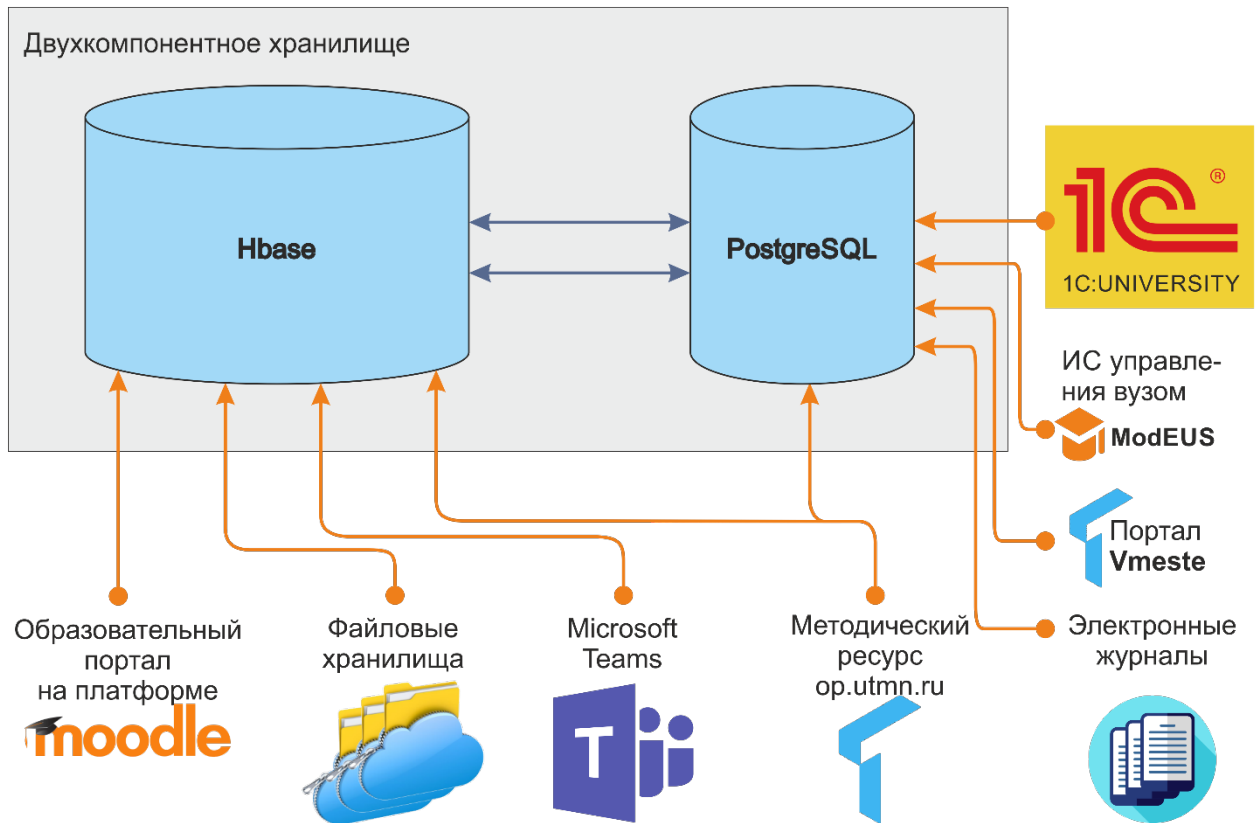 Двухкомпонентное хранилище
Hbase
PostgreSQL
1C®
1C:UNIVERSITY
ИС управле-
ния вузом
ModEUS
Портал
Vmeste
Образовательный
портал
на платформе
moodle
Файловые
хранилища
Microsoft
Teams
T
Методический
ресурс
op.utmn.ru
Электронные
журналы